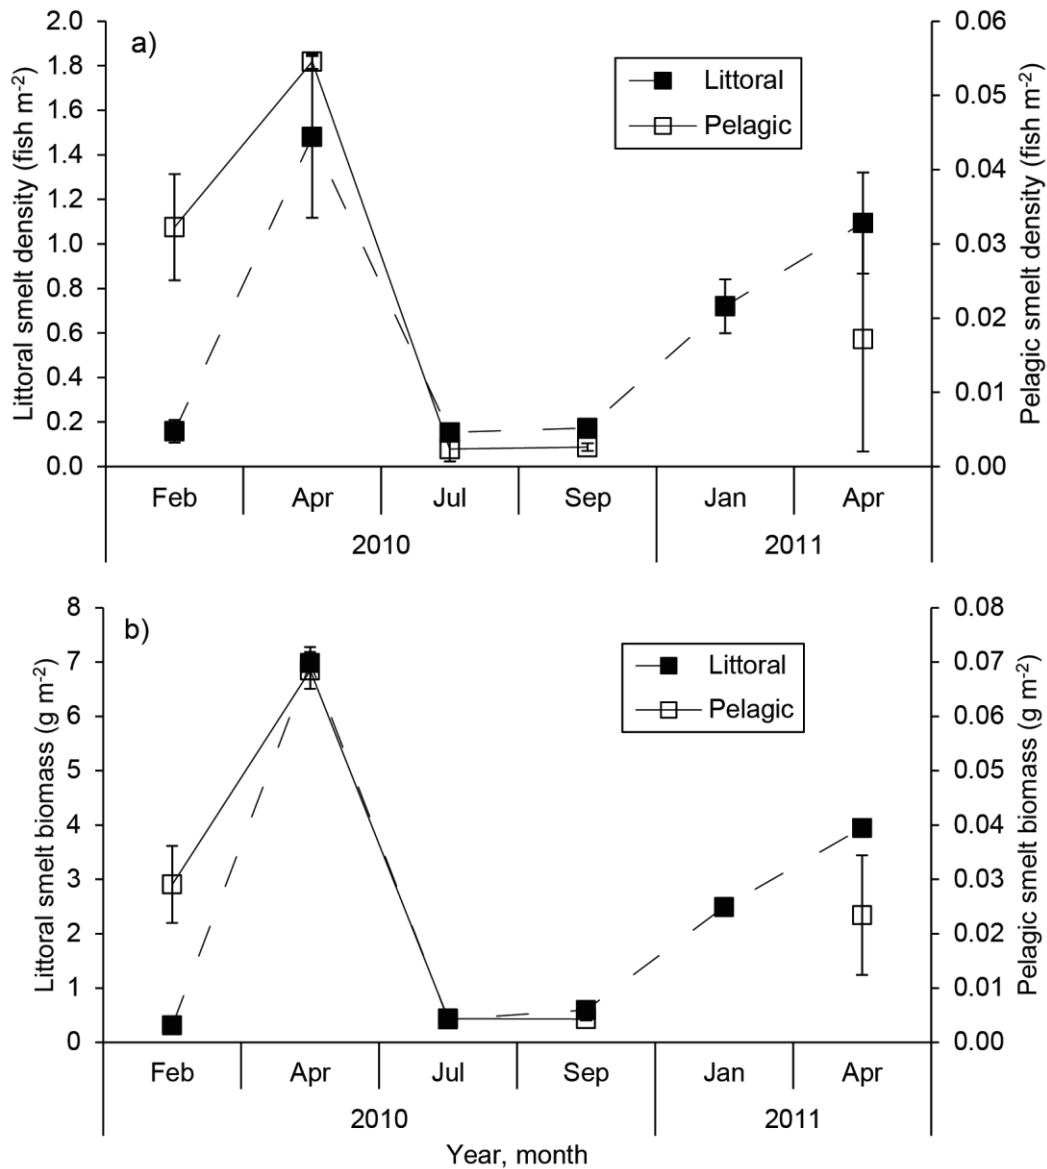 a)
Littoral smelt density (fish m⁻²)
2.0
1.8
1.6
1.4
1.2
1.0
0.8
0.6
0.4
0.2
0.0
Littoral
Pelagic
0.06
0.05
0.04
0.03
0.02
0.01
0.00
Pelagic smelt density (fish m⁻²)
Feb Apr Jul Sep Jan Apr
2010 2011
b)
Littoral smelt biomass (g m⁻²)
8
7
6
5
4
3
2
1
0
Littoral
Pelagic
0.08
0.07
0.06
0.05
0.04
0.03
0.02
0.01
0.00
Pelagic smelt biomass (g m⁻²)
Feb Apr Jul Sep Jan Apr
2010 2011
Year, month